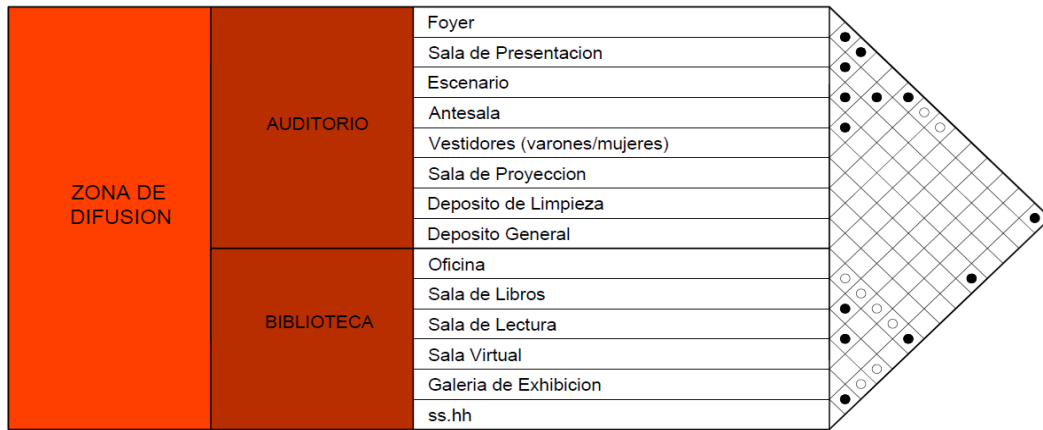 ZONA DE
DIFUSION
AUDITORIO
Foyer
Sala de Presentacion
Escenario
Antesala
Vestidores (varones/mujeres)
Sala de Proyeccion
Deposito de Limpieza
Deposito General
BIBLIOTECA
Oficina
Sala de Libros
Sala de Lectura
Sala Virtual
Galeria de Exhibicion
ss.hh